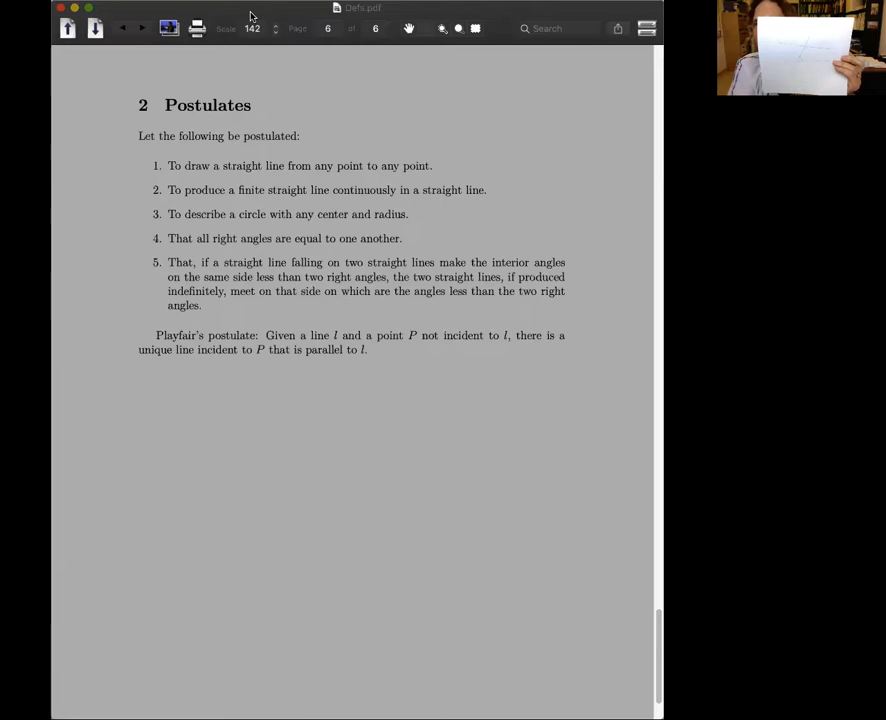 Defs.pdf
Scale 142 Page 6 of 6 Search
2 Postulates
Let the following be postulated:
1. To draw a straight line from any point to any point.
2. To produce a finite straight line continuously in a straight line.
3. To describe a circle with any center and radius.
4. That all right angles are equal to one another.
5. That, if a straight line falling on two straight lines make the interior angles
on the same side less than two right angles, the two straight lines, if produced
indefinitely, meet on that side on which are the angles less than the two right
angles.
Playfair's postulate: Given a line l and a point P not incident to l, there is a
unique line incident to P that is parallel to l.